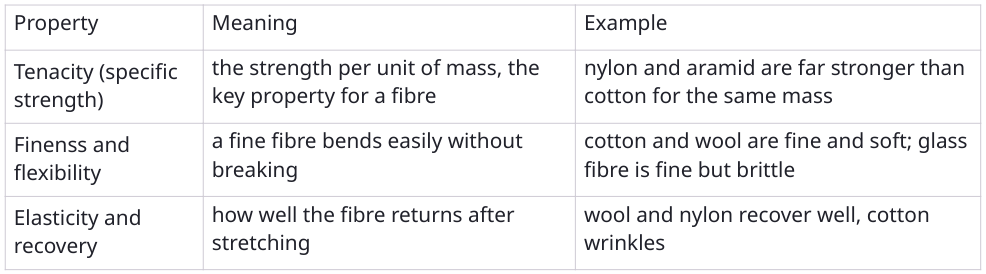 Property
Meaning
Example
Tenacity (specific
strength)
the strength per unit of mass, the
key property for a fibre
nylon and aramid are far stronger than
cotton for the same mass
Finenss and
flexibility
a fine fibre bends easily without
breaking
cotton and wool are fine and soft; glass
fibre is fine but brittle
Elasticity and
recovery
how well the fibre returns after
stretching
wool and nylon recover well, cotton
wrinkles